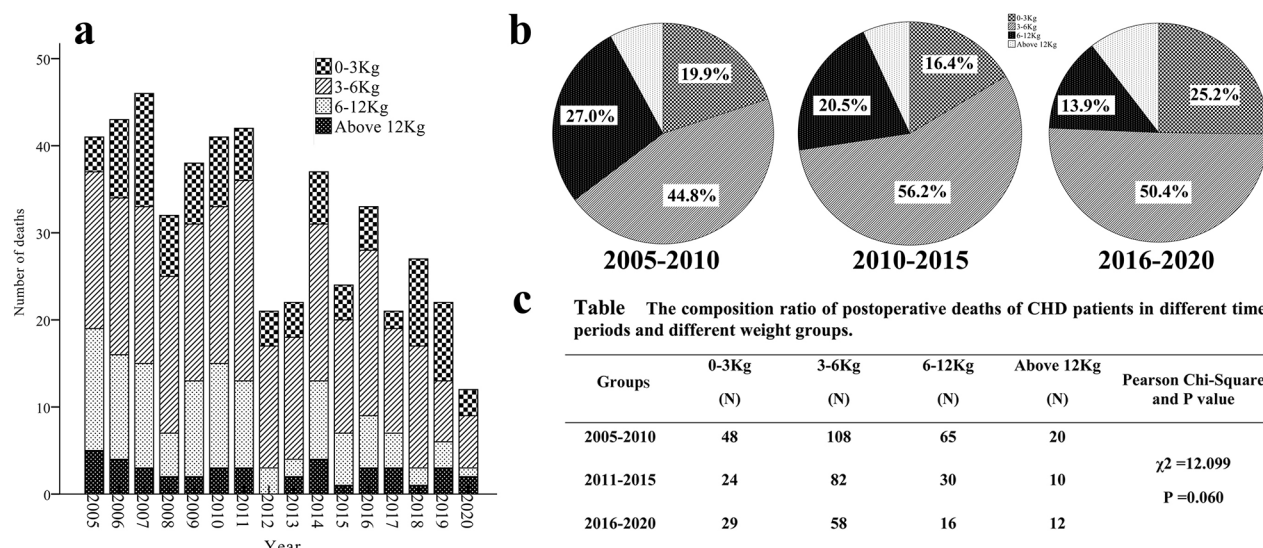 a
Number of deaths
50
40
30
20
10
0
0-3Kg
3-6Kg
6-12Kg
Above 12Kg
2005
2006
2007
2008
2009
2010
2011
2012
2013
2014
2015
2016
2017
2018
2019
2020
Year
b
0-3Kg
3-6Kg
6-12Kg
Above 12Kg
19.9%
27.0%
44.8%
2005-2010
16.4%
20.5%
56.2%
2010-2015
25.2%
13.9%
50.4%
2016-2020
c
Table The composition ratio of postoperative deaths of CHD patients in different time
periods and different weight groups.
Groups 0-3Kg (N) 3-6Kg (N) 6-12Kg (N) Above 12Kg (N) Pearson Chi-Square and P value
2005-2010 48 108 65 20
2011-2015 24 82 30 10
2016-2020 29 58 16 12
χ2 =12.099
P =0.060